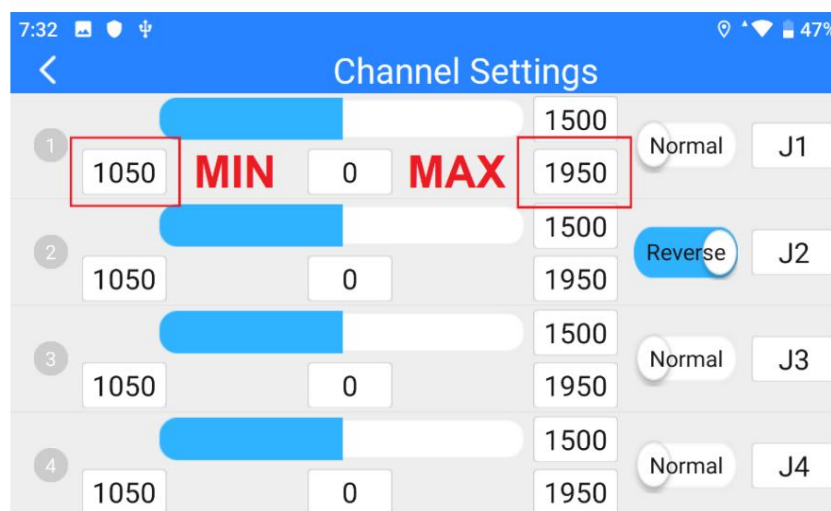 7:32 47%
Channel Settings
1 1500 Normal J1
1050 MIN 0 MAX 1950
2 1500 Reverse J2
1050 0 1950
3 1500 Normal J3
1050 0 1950
4 1500 Normal J4
1050 0 1950